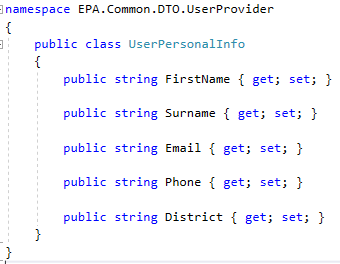 namespace EPA.Common.DTO.UserProvider
{
public class UserPersonalInfo
{
public string FirstName { get; set; }
public string Surname { get; set; }
public string Email { get; set; }
public string Phone { get; set; }
public string District { get; set; }
}
}